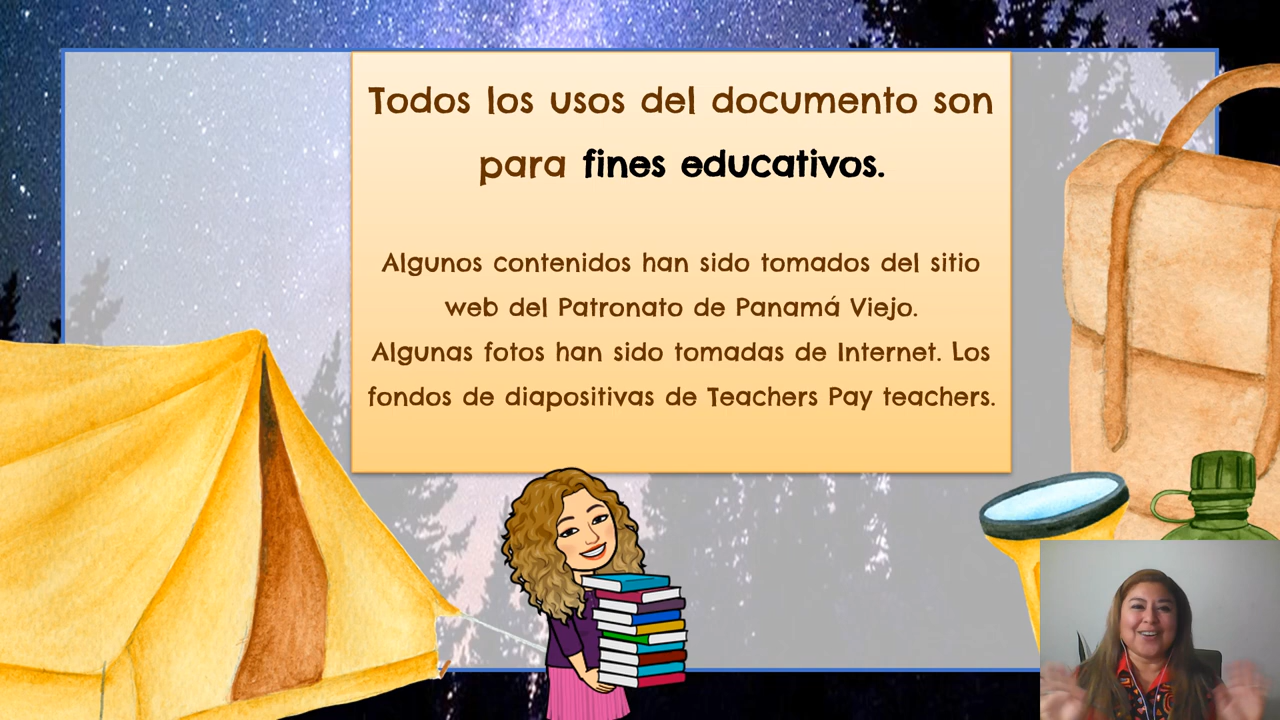 Todos los usos del documento son
para fines educativos.
Algunos contenidos han sido tomados del sitio
web del Patronato de Panamá Viejo.
Algunas fotos han sido tomadas de Internet. Los
fondos de diapositivas de Teachers Pay teachers.